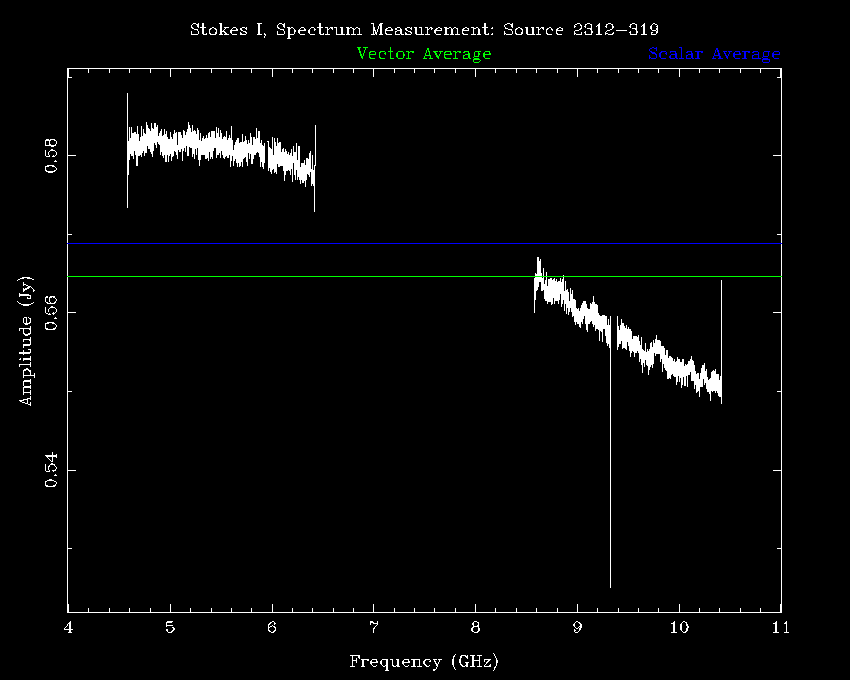 Stokes I, Spectrum Measurement: Source 2312-319
Vector Average Scalar Average
0.58
0.56
0.54
Amplitude (Jy)
4 5 6 7 8 9 10 11
Frequency (GHz)